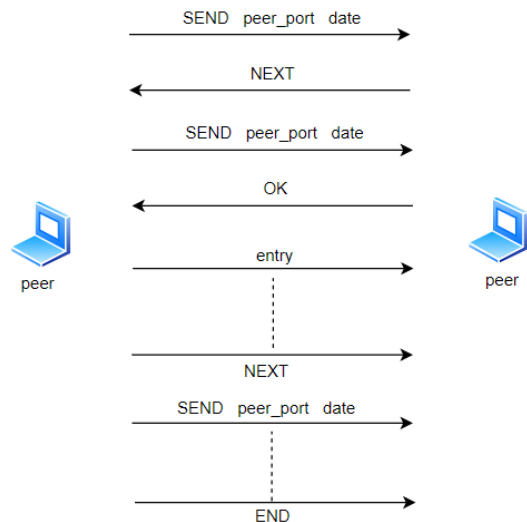 SEND peer_port date
NEXT
SEND peer_port date
OK
entry
peer
peer
NEXT
SEND peer_port date
END